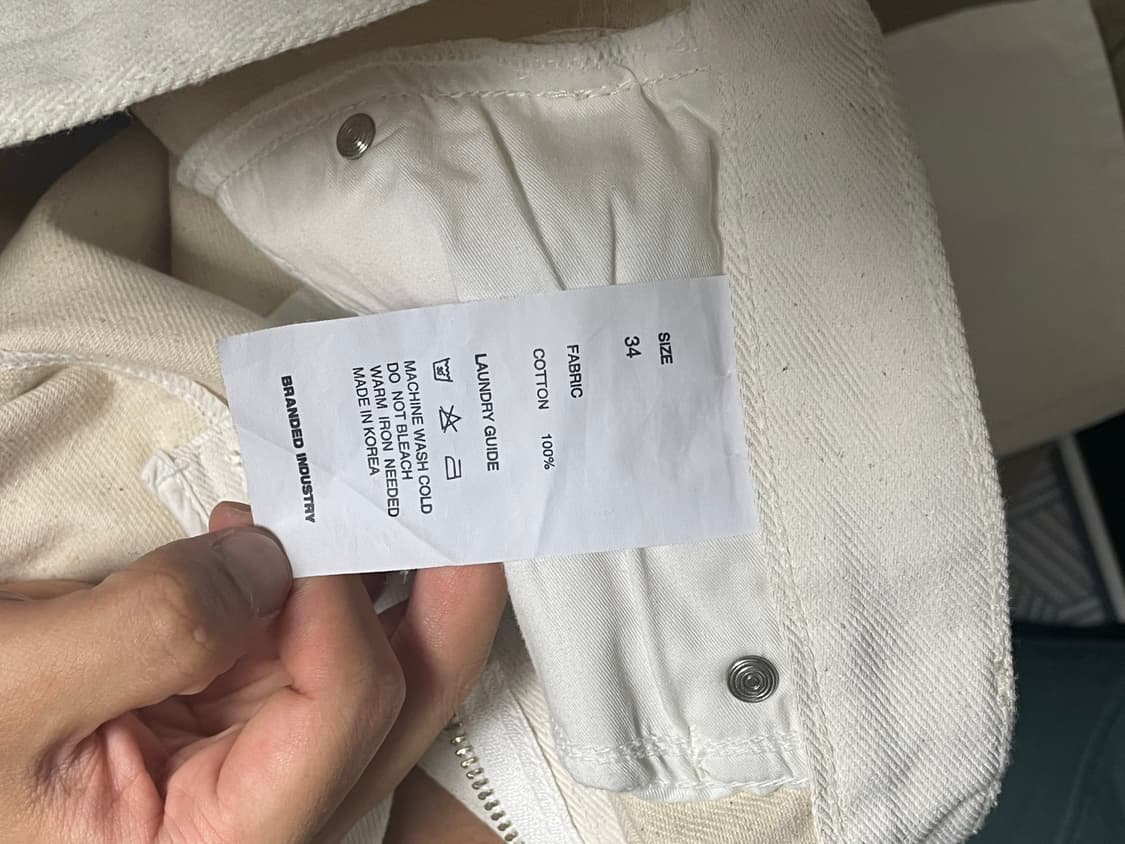 SIZE
34
FABRIC
COTTON 100%
LAUNDRY GUIDE
MACHINE WASH COLD
DO NOT BLEACH
WARM IRON NEEDED
MADE IN KOREA
BRANDED INDUSTRY